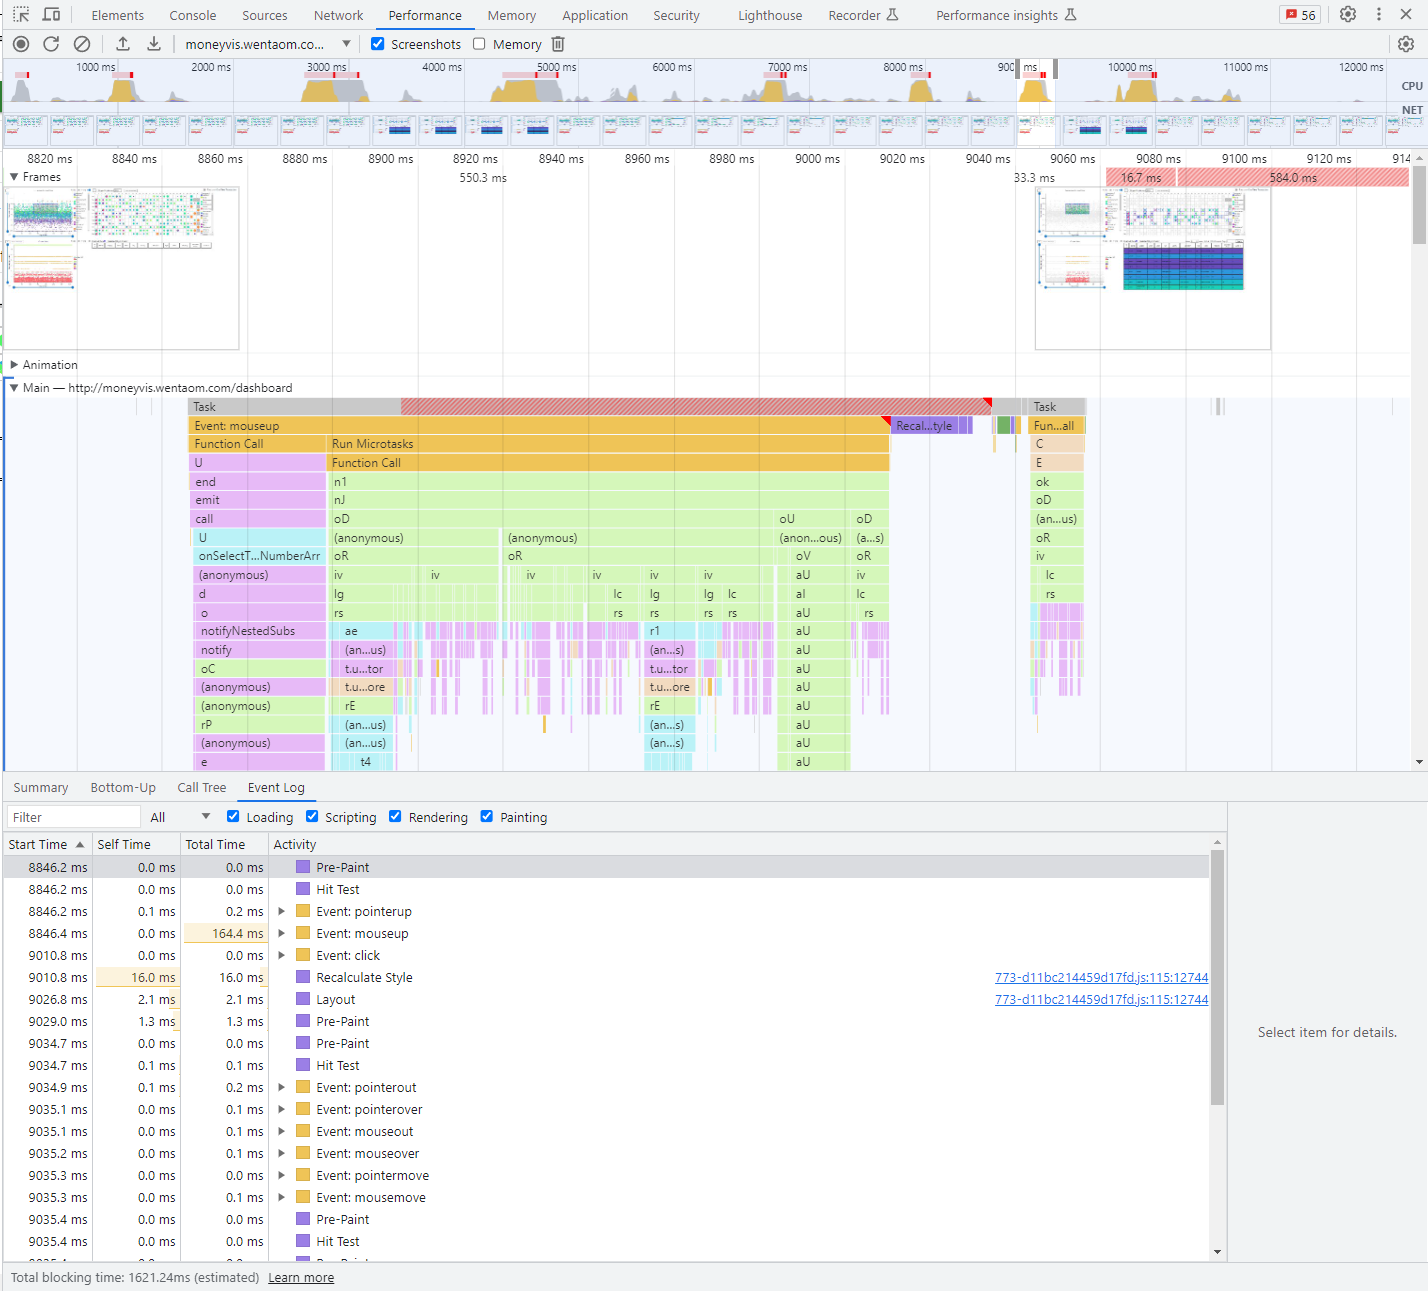 Elements Console Sources Network Performance Memory Application Security Lighthouse Recorder Performance insights 56
moneyvis.wentaom.co... Screenshots Memory
1000 ms 2000 ms 3000 ms 4000 ms 5000 ms 6000 ms 7000 ms 8000 ms 900 ms 10000 ms 11000 ms 12000 ms
CPU
NET
8820 ms 8840 ms 8860 ms 8880 ms 8900 ms 8920 ms 8940 ms 8960 ms 8980 ms 9000 ms 9020 ms 9040 ms 9060 ms 9080 ms 9100 ms 9120 ms 914
Frames 550.3 ms 33.3 ms 16.7 ms 584.0 ms
Animation
Main — http://moneyvis.wentaom.com/dashboard
Task Task
Event: mouseup Recal...tyle Fun...all
Function Call Run Microtasks C
U Function Call E
end n1 ok
emit nJ oD
call oD oU oD (an...us)
U (anonymous) (anonymous) (anon...ous) (a...s) oR
onSelectT...NumberArr oR oR oV oR iv
(anonymous) iv iv iv iv iv iv aU iv lc
d lg lc lg lg lc al lc rs
o rs rs rs rs rs aU rs
notifyNestedSubs ae r1 aU
notify (an...us) (an...s) aU
oC t.u...tor t.u...tor aU
(anonymous) t.u...ore t.u...ore aU
(anonymous) rE rE aU
rP (an...us) (an...s) aU
(anonymous) (an...us) (an...s) aU
e t4 aU
Summary Bottom-Up Call Tree Event Log
Filter All Loading Scripting Rendering Painting
Start Time Self Time Total Time Activity
8846.2 ms 0.0 ms 0.0 ms Pre-Paint
8846.2 ms 0.0 ms 0.0 ms Hit Test
8846.2 ms 0.1 ms 0.2 ms Event: pointerup
8846.4 ms 0.0 ms 164.4 ms Event: mouseup
9010.8 ms 0.0 ms 0.0 ms Event: click
9010.8 ms 16.0 ms 16.0 ms Recalculate Style 773-d11bc214459d17fd.js:115:12744
9026.8 ms 2.1 ms 2.1 ms Layout 773-d11bc214459d17fd.js:115:12744
9029.0 ms 1.3 ms 1.3 ms Pre-Paint
9034.7 ms 0.0 ms 0.0 ms Pre-Paint
9034.7 ms 0.1 ms 0.1 ms Hit Test
9034.9 ms 0.1 ms 0.2 ms Event: pointerout
9035.1 ms 0.0 ms 0.1 ms Event: pointerover
9035.1 ms 0.0 ms 0.1 ms Event: mouseout
9035.2 ms 0.0 ms 0.1 ms Event: mouseover
9035.3 ms 0.0 ms 0.0 ms Event: pointermove
9035.3 ms 0.0 ms 0.1 ms Event: mousemove
9035.4 ms 0.0 ms 0.0 ms Pre-Paint
9035.4 ms 0.0 ms 0.0 ms Hit Test
Select item for details.
Total blocking time: 1621.24ms (estimated) Learn more